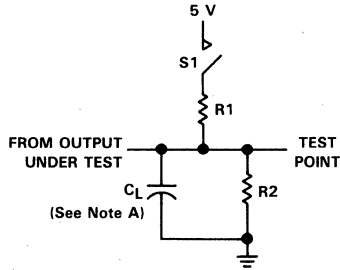 5 V
S1
R1
FROM OUTPUT
UNDER TEST
TEST
POINT
CL
(See Note A)
R2